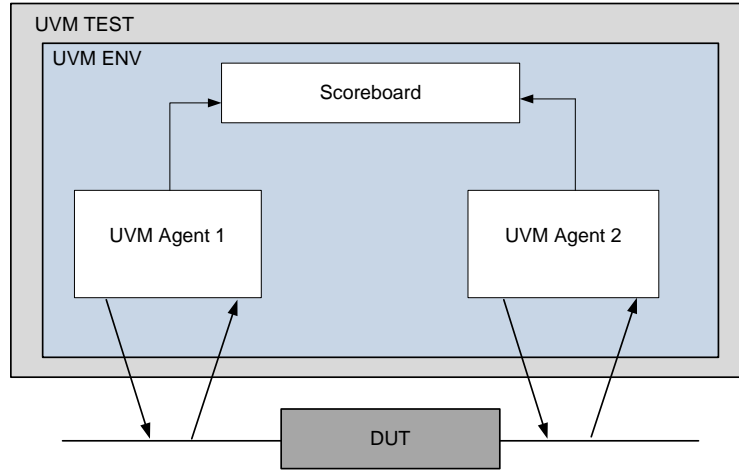 UVM TEST
UVM ENV
Scoreboard
UVM Agent 1
UVM Agent 2
DUT